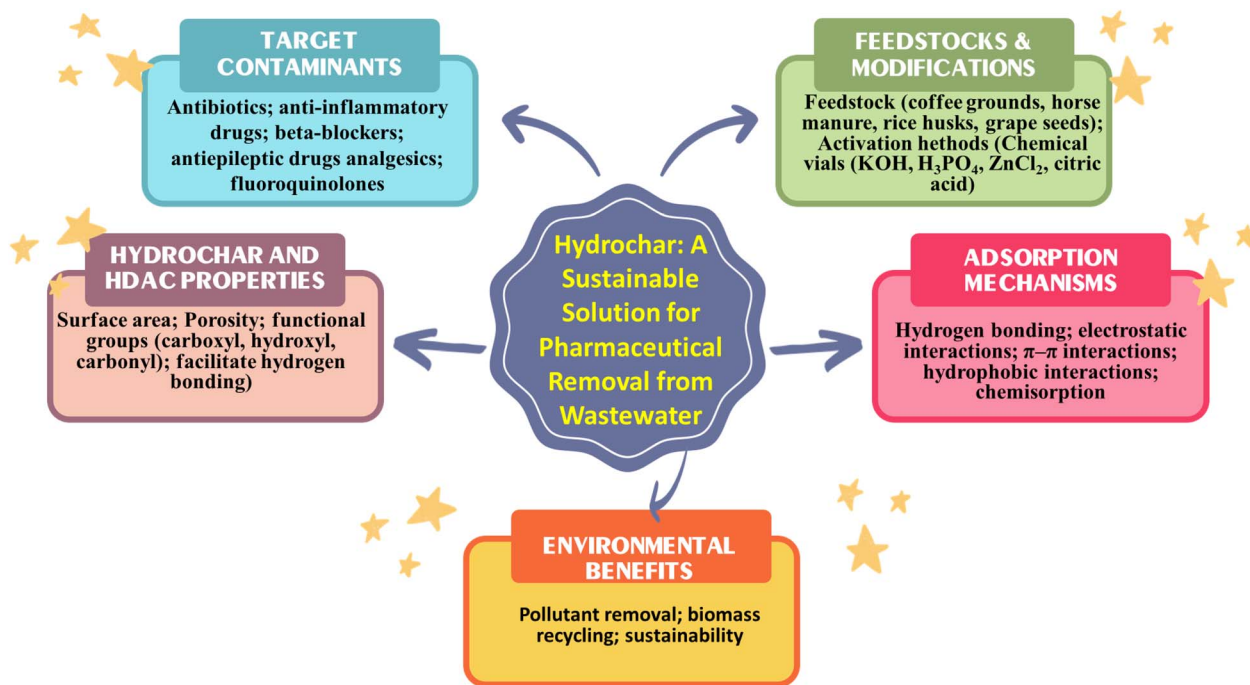 TARGET
CONTAMINANTS
Antibiotics; anti-inflammatory
drugs; beta-blockers;
antiepileptic drugs analgesics;
fluoroquinolones
FEEDSTOCKS &
MODIFICATIONS
Feedstock (coffee grounds, horse
manure, rice husks, grape seeds);
Activation hethods (Chemical
vials (KOH, H₃PO₄, ZnCl₂, citric
acid)
HYDROCHAR AND
HDAC PROPERTIES
Surface area; Porosity; functional
groups (carboxyl, hydroxyl,
carbonyl); facilitate hydrogen
bonding)
Hydrochar: A
Sustainable
Solution for
Pharmaceutical
Removal from
Wastewater
ADSORPTION
MECHANISMS
Hydrogen bonding; electrostatic
interactions; π–π interactions;
hydrophobic interactions;
chemisorption
ENVIRONMENTAL
BENEFITS
Pollutant removal; biomass
recycling; sustainability